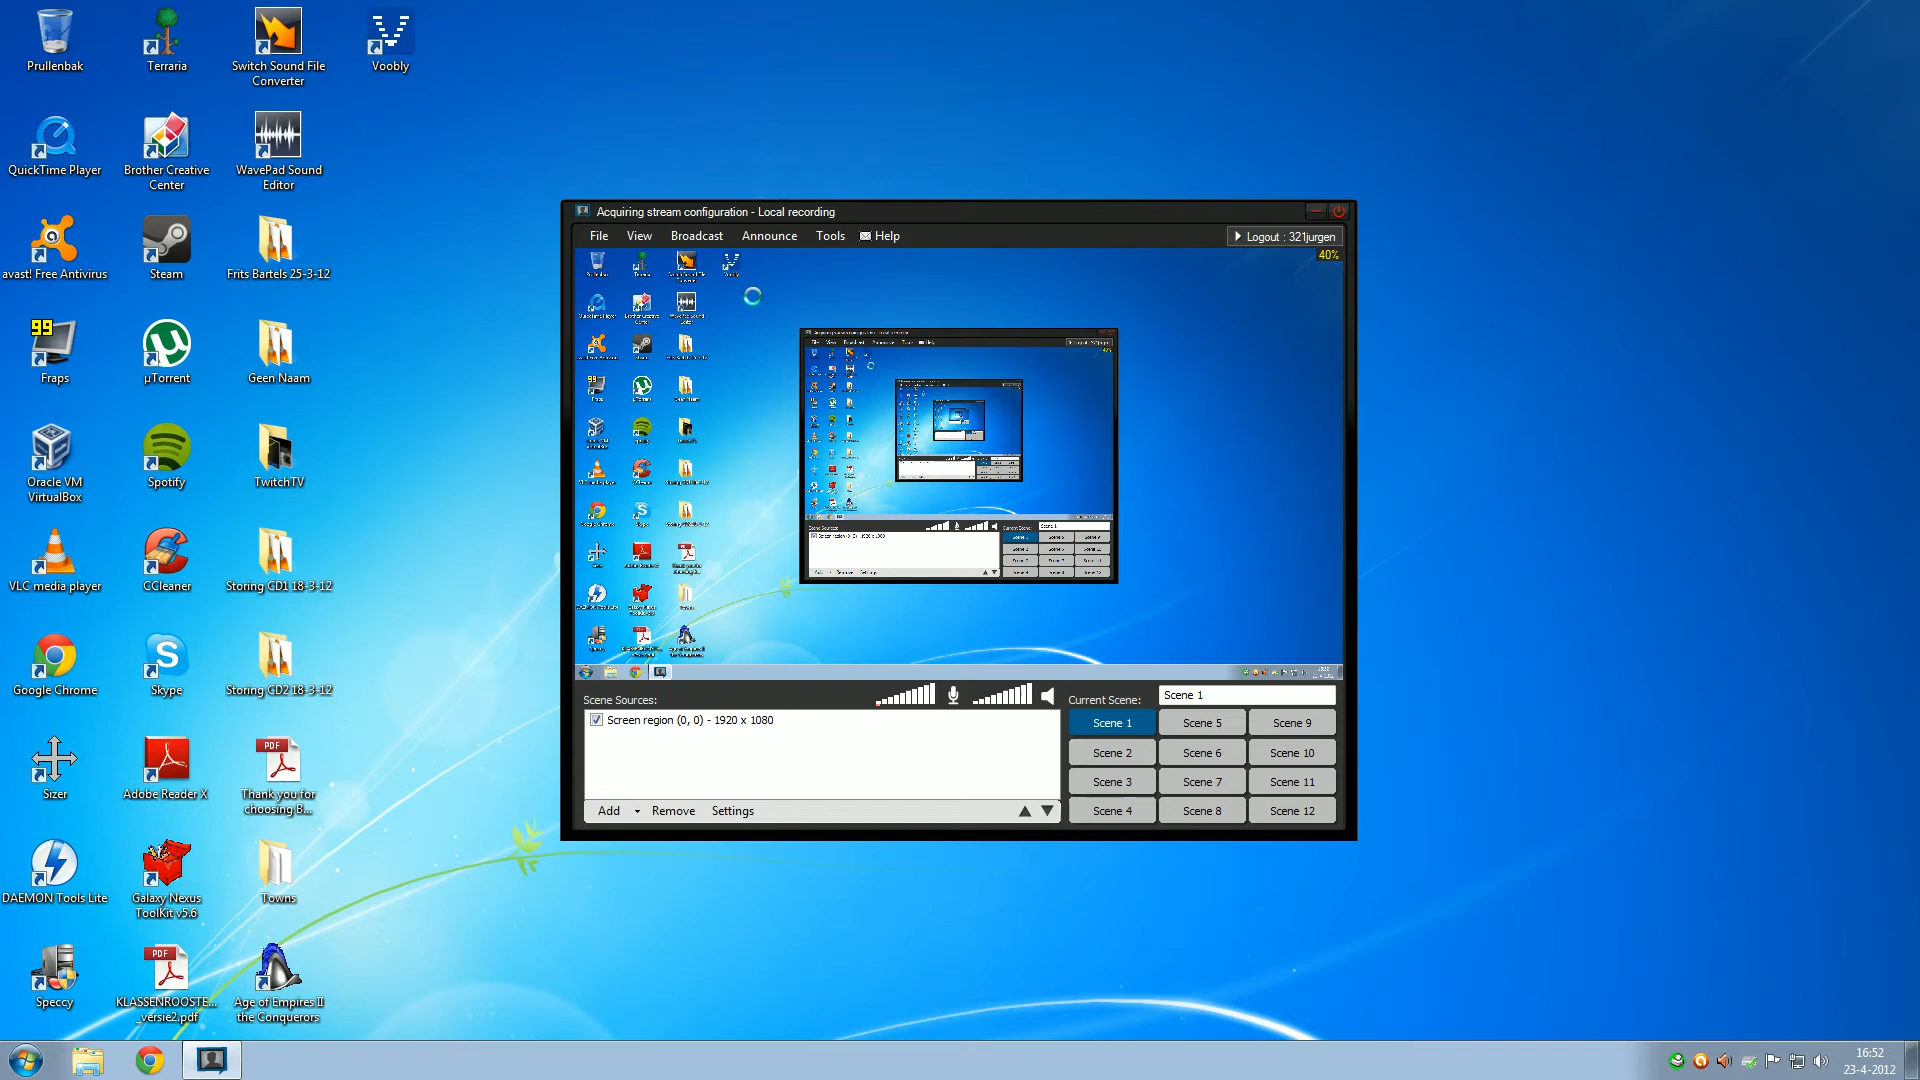 Prullenbak
Terraria
Switch Sound File
Converter
Voobly
QuickTime Player
Brother Creative
Center
WavePad Sound
Editor
avast! Free Antivirus
Steam
Frits Bartels 25-3-12
99
Fraps
µTorrent
Geen Naam
Oracle VM
VirtualBox
Spotify
TwitchTV
VLC media player
CCleaner
Storing CD1 18-3-12
Google Chrome
Skype
Storing CD2 18-3-12
Sizer
Adobe Reader X
PDF
Thank you for
choosing B...
DAEMON Tools Lite
Galaxy Nexus
ToolKit v5.6
Towns
Speccy
PDF
KLASSENROOSTE...
_versie2.pdf
Age of Empires II
the Conquerors
Acquiring stream configuration - Local recording
File View Broadcast Announce Tools Help
Logout : 321jurgen
40%
Scene Sources:
Screen region (0, 0) - 1920 x 1080
Add Remove Settings
Current Scene:
Scene 1
Scene 1 Scene 5 Scene 9
Scene 2 Scene 6 Scene 10
Scene 3 Scene 7 Scene 11
Scene 4 Scene 8 Scene 12
16:52
23-4-2012